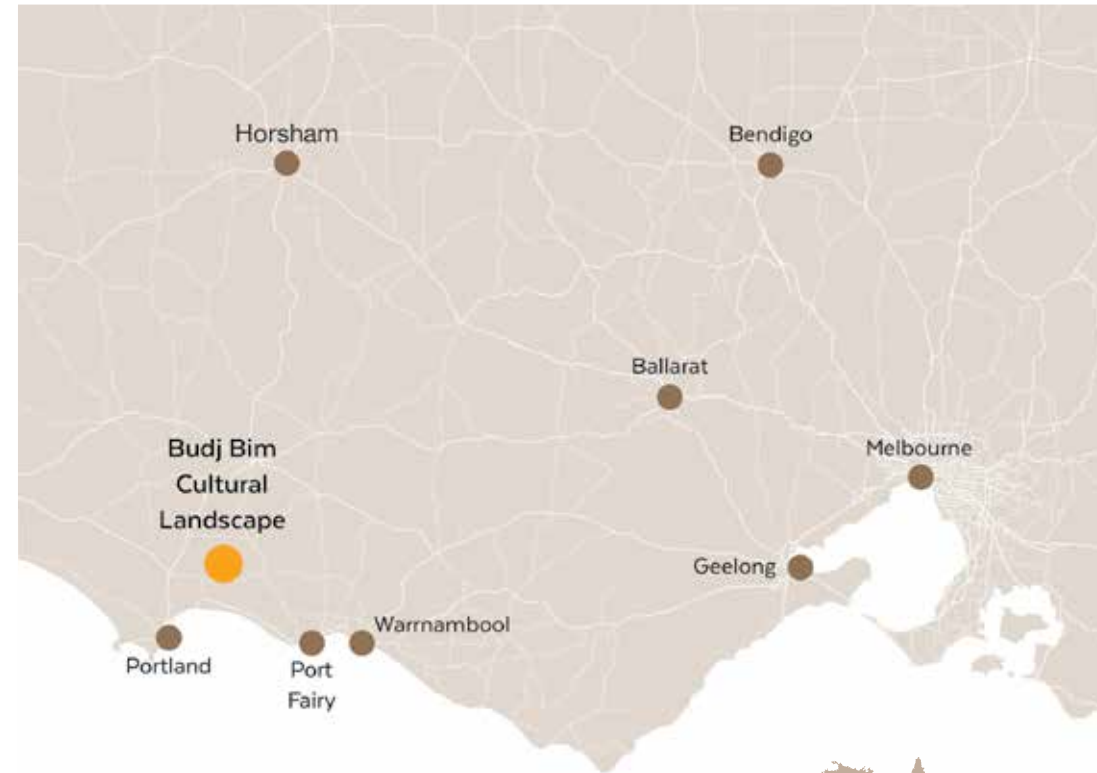 Horsham
Bendigo
Ballarat
Melbourne
Budj Bim
Cultural
Landscape
Geelong
Warrnambool
Portland
Port
Fairy